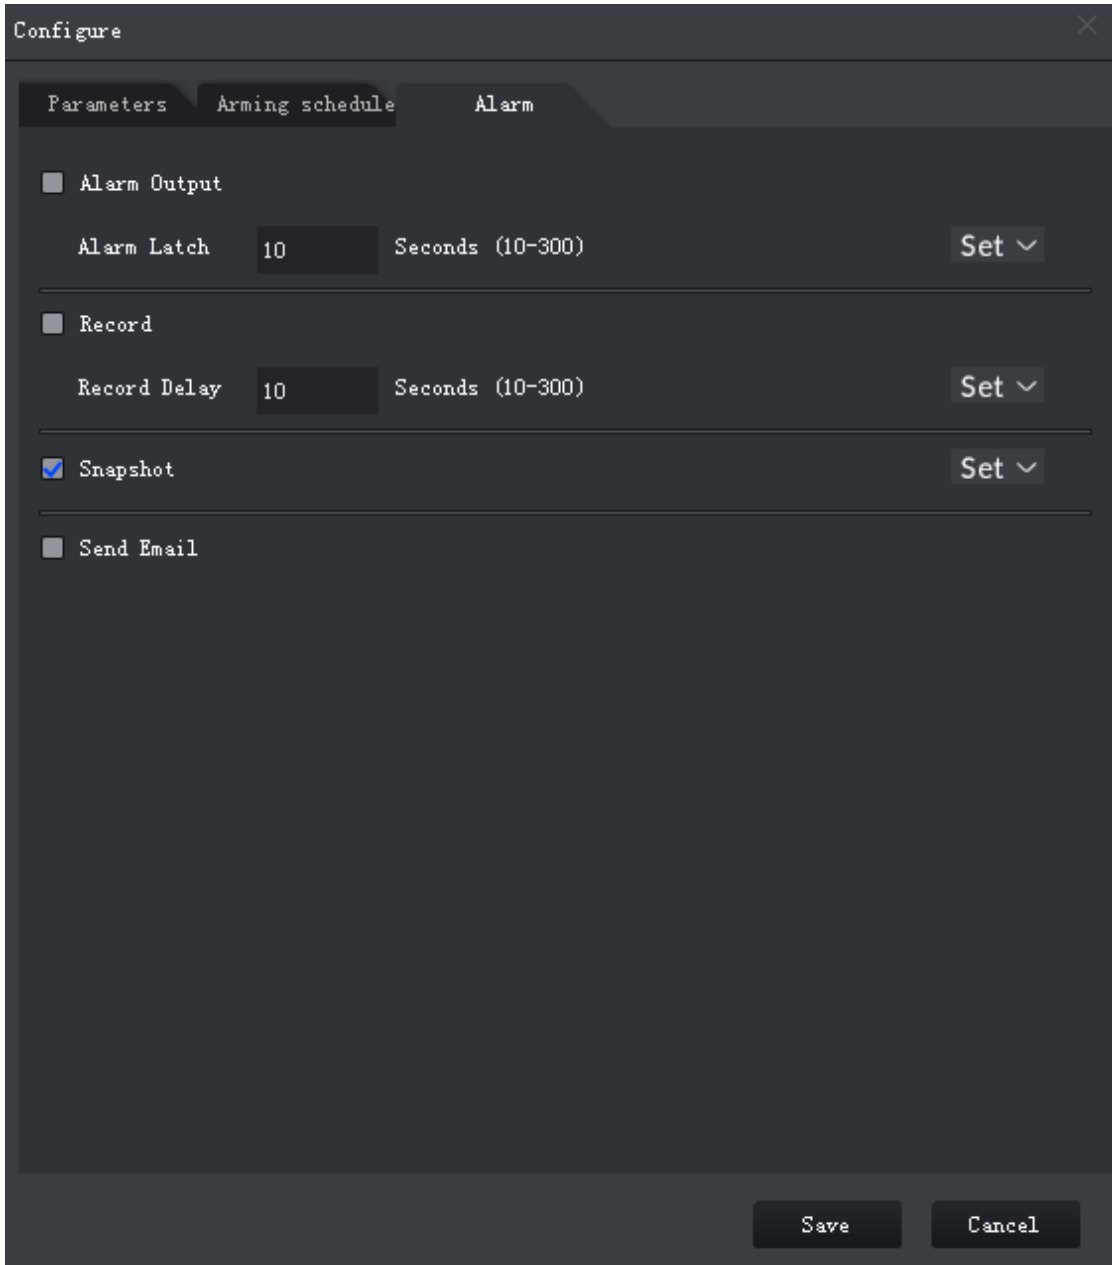 Configure
Parameters Arming schedule Alarm
Alarm Output
Alarm Latch 10 Seconds (10-300) Set
Record
Record Delay 10 Seconds (10-300) Set
Snapshot Set
Send Email
Save Cancel